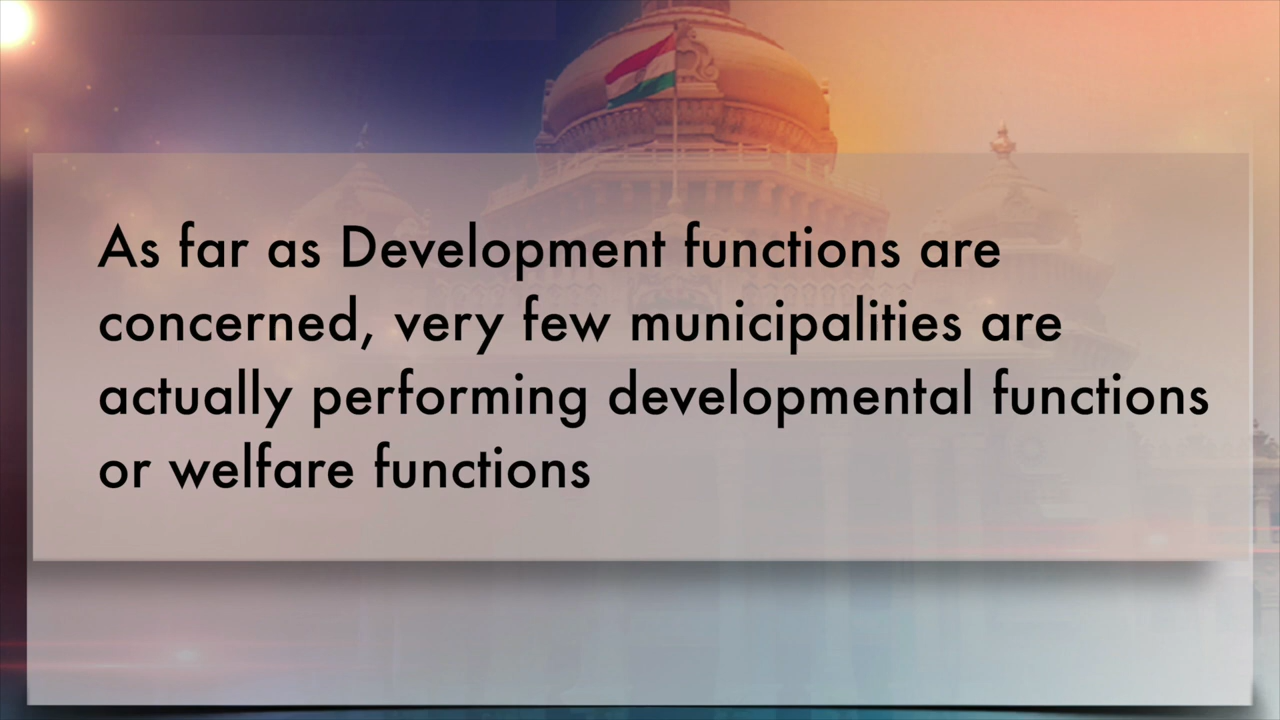 As far as Development functions are
concerned, very few municipalities are
actually performing developmental functions
or welfare functions